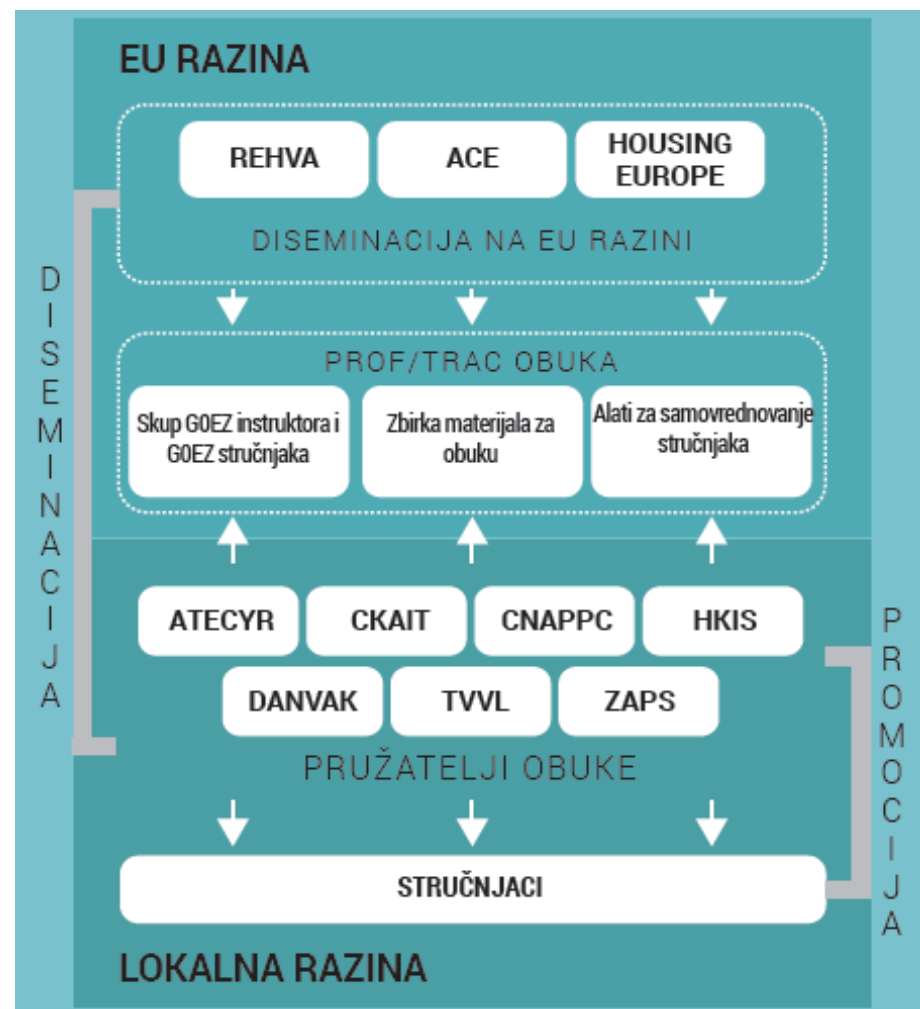 EU RAZINA
REHVA
ACE
HOUSING
EUROPE
DISEMINACIJA NA EU RAZINI
PROF/TRAC OBUKA
Skup G0EZ instruktora i
G0EZ stručnjaka
Zbirka materijala za
obuku
Alati za samovrednovanje
stručnjaka
ATECYR
CKAIT
CNAPPC
HKIS
DANVAK
TVVL
ZAPS
PRUŽATELJI OBUKE
STRUČNJACI
LOKALNA RAZINA
DISEMINACIJA
PROMOCIJA